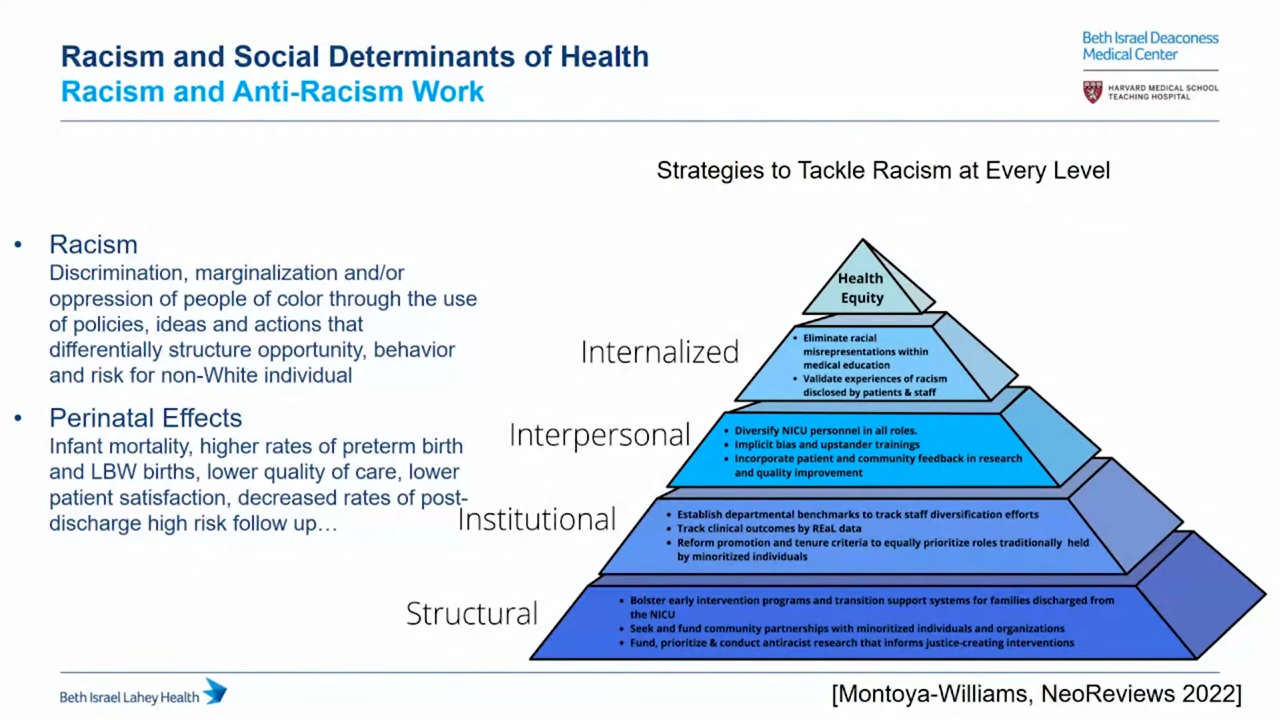 Racism and Social Determinants of Health
Racism and Anti-Racism Work
Beth Israel Deaconess
Medical Center
HARVARD MEDICAL SCHOOL
TEACHING HOSPITAL
Strategies to Tackle Racism at Every Level
• Racism
Discrimination, marginalization and/or
oppression of people of color through the use
of policies, ideas and actions that
differentially structure opportunity, behavior
and risk for non-White individual
• Perinatal Effects
Infant mortality, higher rates of preterm birth
and LBW births, lower quality of care, lower
patient satisfaction, decreased rates of post-
discharge high risk follow up…
Health
Equity
Internalized
• Eliminate racial
misrepresentations within
medical education
• Validate experiences of racism
disclosed by patients & staff
Interpersonal
• Diversify NICU personnel in all roles.
• Implicit bias and upstander trainings
• Incorporate patient and community feedback in research
and quality improvement
Institutional
• Establish departmental benchmarks to track staff diversification efforts
• Track clinical outcomes by REaL data
• Reform promotion and tenure criteria to equally prioritize roles traditionally held
by minoritized individuals
Structural
• Bolster early intervention programs and transition support systems for families discharged from
the NICU
• Seek and fund community partnerships with minoritized individuals and organizations
• Fund, prioritize & conduct antiracist research that informs justice-creating interventions
Beth Israel Lahey Health
[Montoya-Williams, NeoReviews 2022]